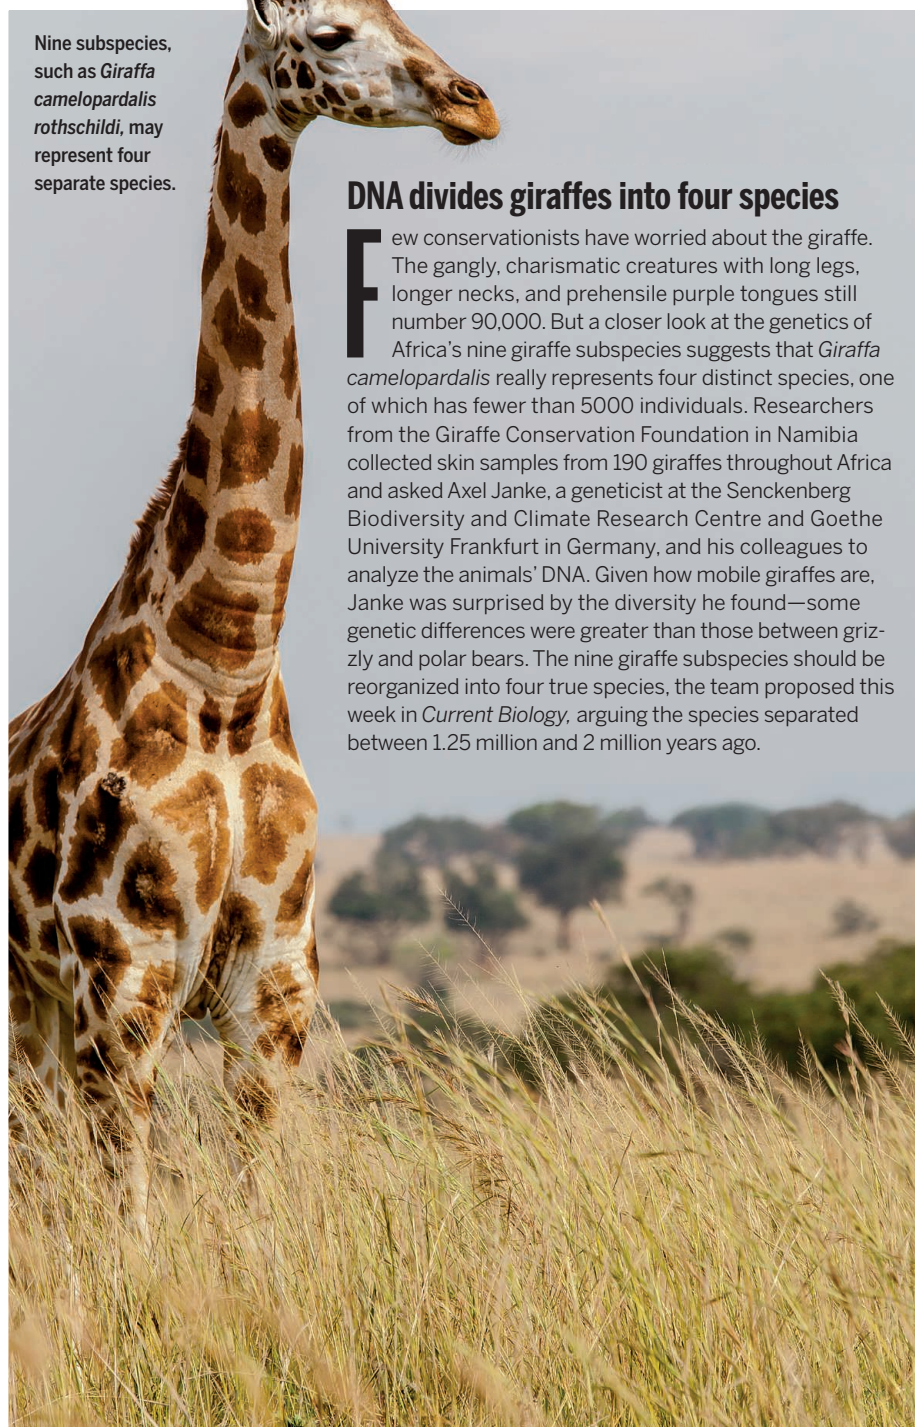 Nine subspecies,
such as Giraffa
camelopardalis
rothschildi, may
represent four
separate species.
DNA divides giraffes into four species
Few conservationists have worried about the giraffe.
The gangly, charismatic creatures with long legs,
longer necks, and prehensile purple tongues still
number 90,000. But a closer look at the genetics of
Africa's nine giraffe subspecies suggests that Giraffa
camelopardalis really represents four distinct species, one
of which has fewer than 5000 individuals. Researchers
from the Giraffe Conservation Foundation in Namibia
collected skin samples from 190 giraffes throughout Africa
and asked Axel Janke, a geneticist at the Senckenberg
Biodiversity and Climate Research Centre and Goethe
University Frankfurt in Germany, and his colleagues to
analyze the animals' DNA. Given how mobile giraffes are,
Janke was surprised by the diversity he found—some
genetic differences were greater than those between griz-
zly and polar bears. The nine giraffe subspecies should be
reorganized into four true species, the team proposed this
week in Current Biology, arguing the species separated
between 1.25 million and 2 million years ago.